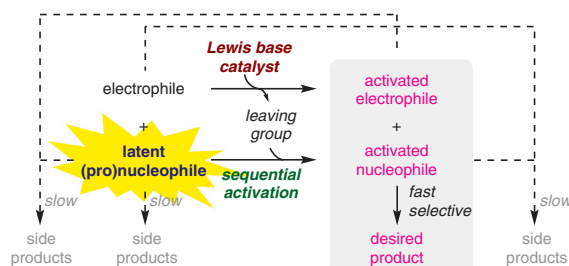 Lewis base
catalyst
electrophile
activated
electrophile
+
leaving
group
+
latent
(pro)nucleophile
activated
nucleophile
sequential
activation
slow
slow
fast
selective
slow
side
products
side
products
desired
product
side
products